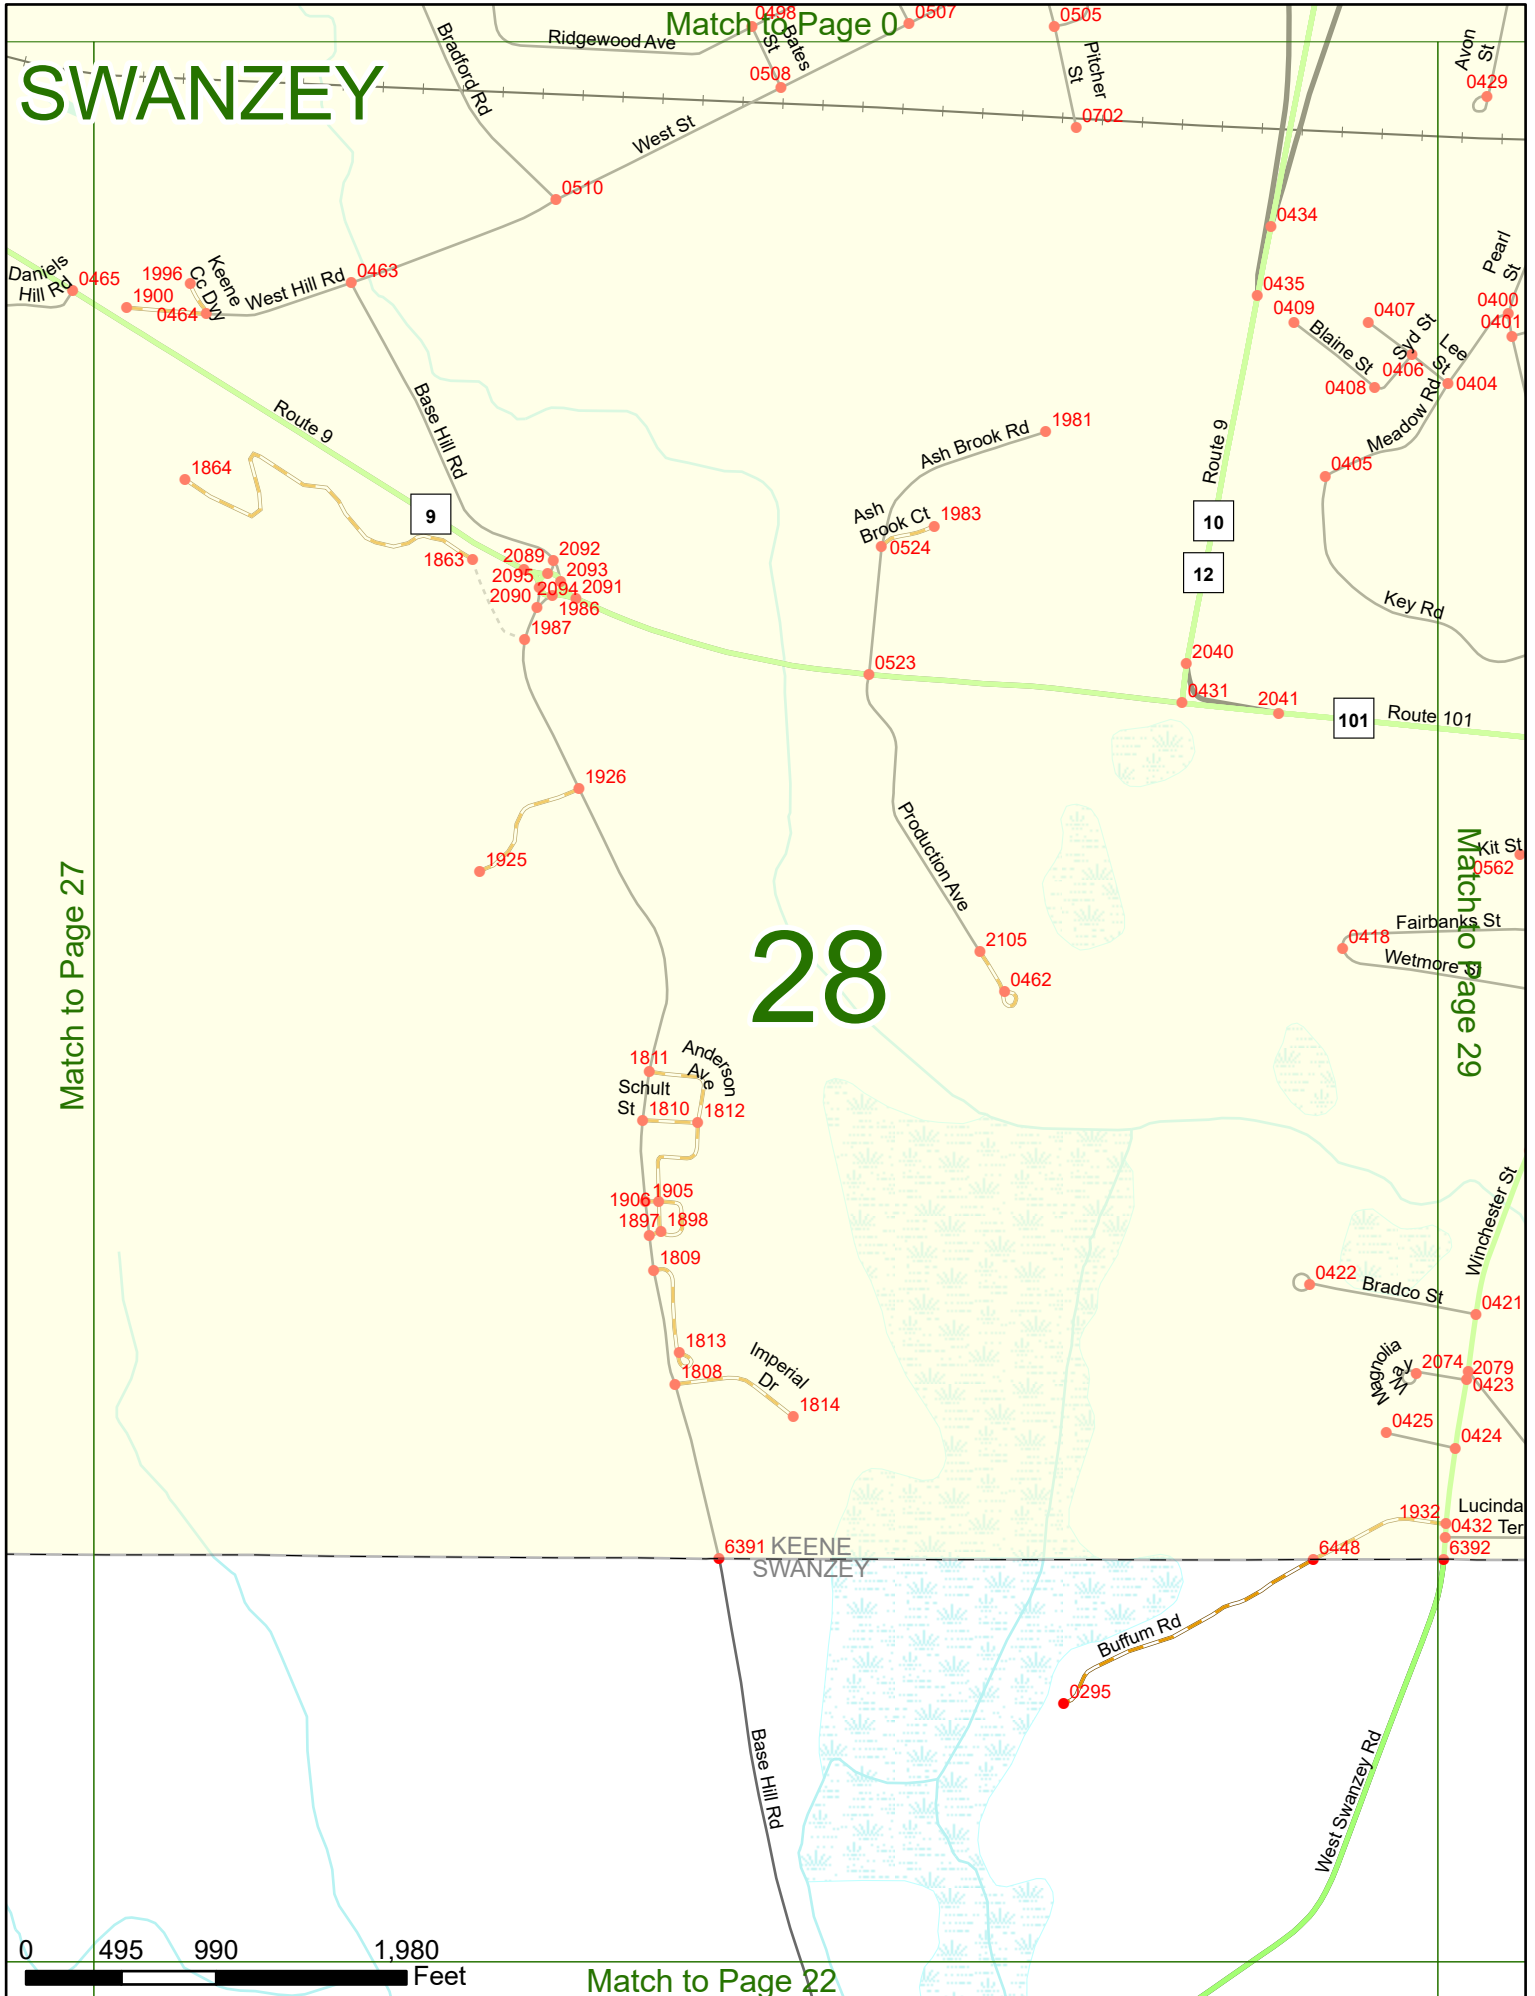 0498
Match to Page 0
0507
0505
Bradford Rd
Ridgewood Ave
Bates
St
Pitcher
St
Avon
St
SWANZEY
0508
0429
0702
West St
0510
0434
Daniels
Hill Rd
0465
1996
Keene
Cc Dvy
1900
0464
West Hill Rd
0463
Pearl
St
0435
0409
0407
0400
0401
Blaine St
Syd St
Lee
St
0406
0408
0404
Base Hill Rd
Route 9
Meadow Rd
Ash Brook Rd
1981
Route 9
0405
1864
9
Ash
Brook Ct
1983
0524
10
12
1863
2089
2092
2095
2093
2090
2094
2091
1986
1987
Key Rd
0523
2040
0431
2041
101
Route 101
1926
Production Ave
1925
Kit St
0562
Match to Page 27
28
2105
0462
0418
Fairbanks St
Wetmore St
Match to Page 29
1811
Anderson
Ave
Schult
St
1810
1812
1906
1905
1897
1898
1809
Winchester St
0422
Bradco St
0421
1813
1808
Imperial
Dr
1814
Magnolia
Way
2074
2079
0423
0425
0424
1932
Lucinda
Ter
0432
6391
KEENE
SWANZEY
6448
6392
Buffum Rd
0295
Base Hill Rd
West Swanzey Rd
0 495 990 1,980
Feet
Match to Page 22